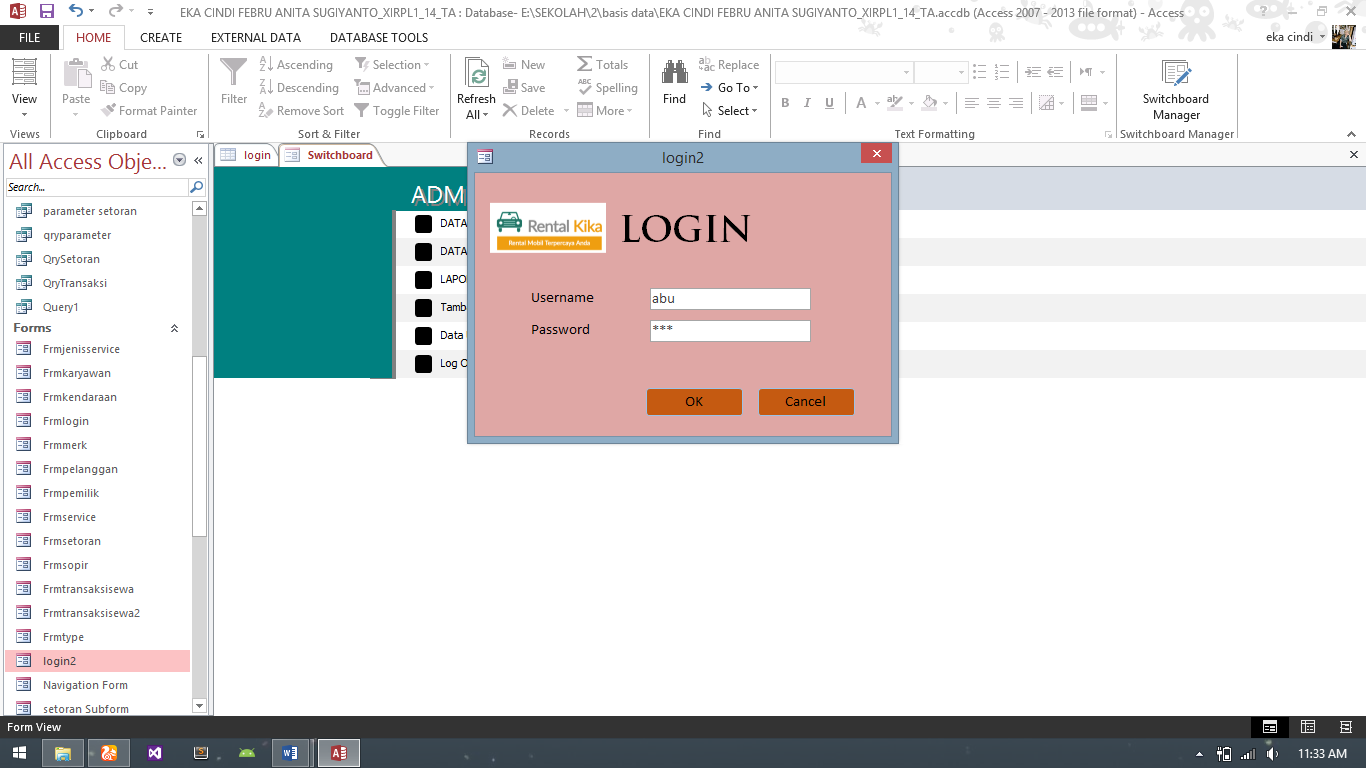 EKA CINDI FEBRU ANITA SUGIYANTO_XIRPL1_14_TA : Database- E:\SEKOLAH\2\basis data\EKA CINDI FEBRU ANITA SUGIYANTO_XIRPL1_14_TA.accdb (Access 2007 - 2013 file format) - Access
FILE HOME CREATE EXTERNAL DATA DATABASE TOOLS eka cindi
View
Views
Paste
Cut
Copy
Format Painter
Clipboard
Filter
Ascending
Descending
Remove Sort
Selection
Advanced
Toggle Filter
Sort & Filter
Refresh
All
New
Save
Delete
Totals
Spelling
More
Records
Find
Replace
Go To
Select
Find
B I U A
Text Formatting
Switchboard
Manager
Switchboard Manager
All Access Obje...
Search...
parameter setoran
qryparameter
QrySetoran
QryTransaksi
Query1
Forms
Frmjenisservice
Frmkaryawan
Frmkendaraan
Frmlogin
Frmmerk
Frmpelanggan
Frmpemilik
Frmservice
Frmsetoran
Frmsopir
Frmtransaksisewa
Frmtransaksisewa2
Frmtype
login2
Navigation Form
setoran Subform
login Switchboard
ADM
DATA
DATA
LAPO
Tamb
Data
Log O
login2
Rental Kika
Rental Mobil Terpercaya Anda
LOGIN
Username abu
Password ***
OK Cancel
Form View
11:33 AM